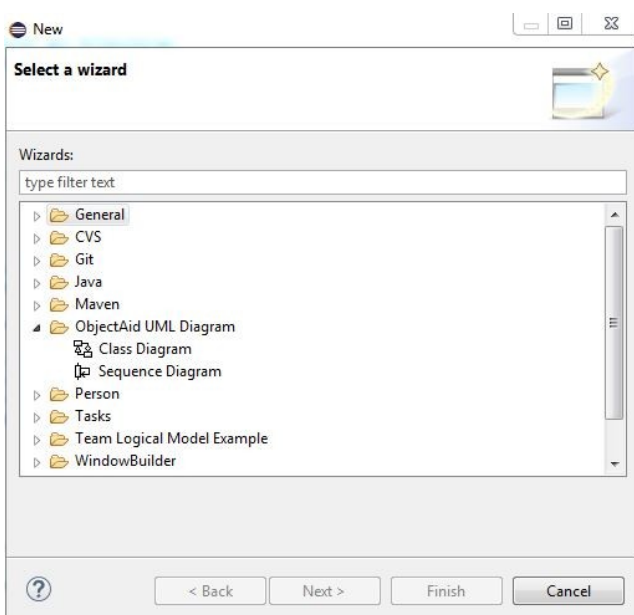 New
Select a wizard
Wizards:
type filter text
General
CVS
Git
Java
Maven
ObjectAid UML Diagram
Class Diagram
Sequence Diagram
Person
Tasks
Team Logical Model Example
WindowBuilder
< Back Next > Finish Cancel